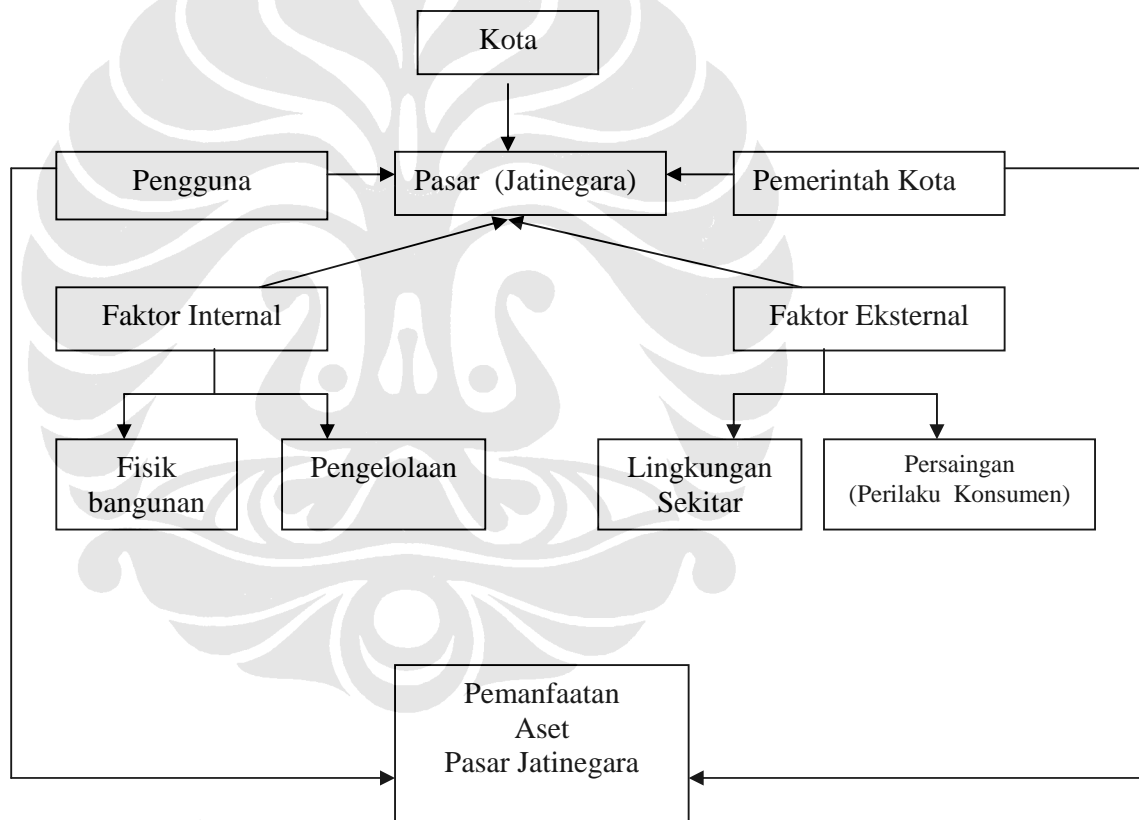 Kota
Pengguna
Pasar (Jatinegara)
Pemerintah Kota
Faktor Internal
Faktor Eksternal
Fisik
bangunan
Pengelolaan
Lingkungan
Sekitar
Persaingan
(Perilaku Konsumen)
Pemanfaatan
Aset
Pasar Jatinegara